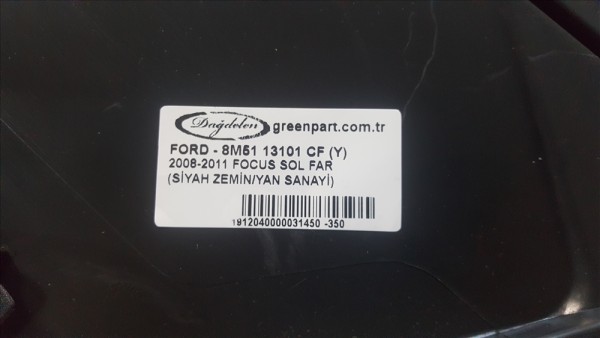 Dağdelen greenpart.com.tr
FORD - 8M51 13101 CF (Y)
2008-2011 FOCUS SOL FAR
(SİYAH ZEMİN/YAN SANAYİ)
1912040000031450 -350